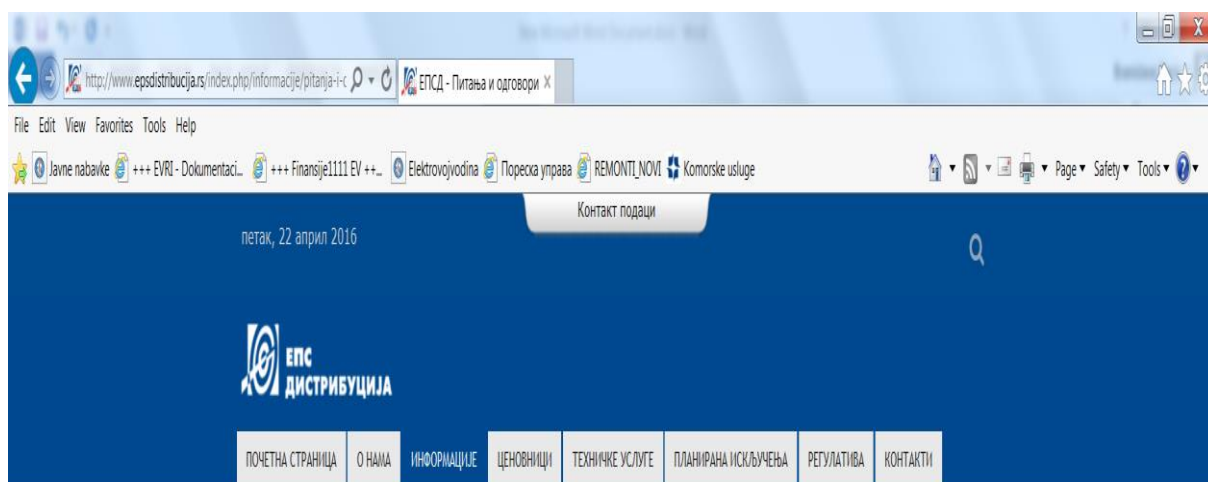 http://www.epsdistribucija.rs/index.php/informacije/pitanja-i-c
ЕПСД - Питања и одговори
File Edit View Favorites Tools Help
Javne nabavke +++ EVRI - Dokumentaci... +++ Finansije1111 EV ++... Elektrovojvodina Пореска управа REMONTI_NOVI Komorske usluge Page Safety Tools
Контакт подаци
петак, 22 април 2016
ЕПС
ДИСТРИБУЦИЈА
ПОЧЕТНА СТРАНИЦА О НАМА ИНФОРМАЦИЈЕ ЦЕНОВНИЦИ ТЕХНИЧКЕ УСЛУГЕ ПЛАНИРАНА ИСКЉУЧЕЊА РЕГУЛАТИВА КОНТАКТИ